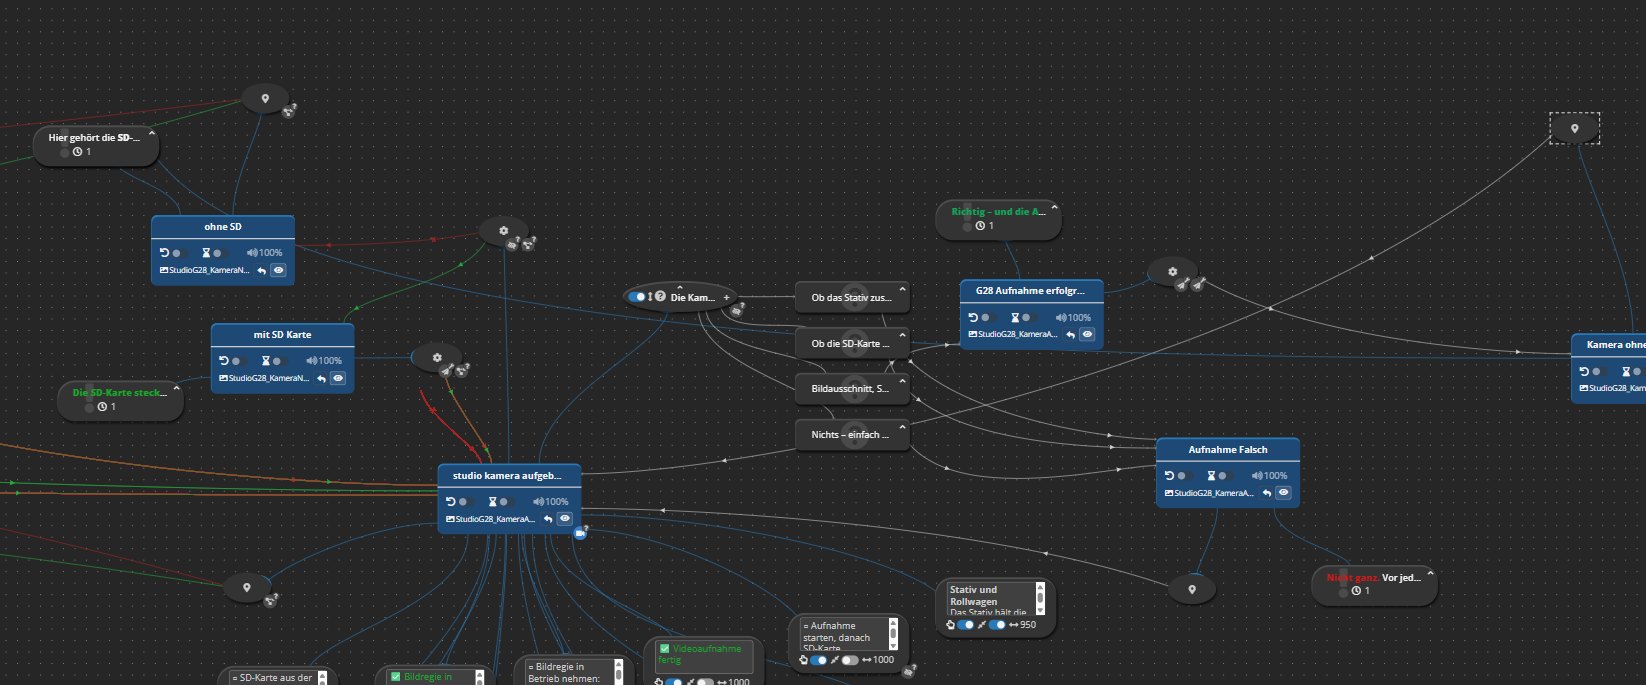 Hier gehört die SD-...
1
ohne SD
100%
StudioG28_KameraN...
mit SD Karte
100%
StudioG28_KameraN...
Die SD-Karte steck...
1
Die Kam...
Ob das Stativ zus...
Ob die SD-Karte ...
Bildausschnitt, S...
Nichts – einfach ...
Richtig – und die A...
1
G28 Aufnahme erfolgr...
100%
StudioG28_KameraA...
Kamera ohne
StudioG28_Kam
studio kamera aufgeb...
100%
StudioG28_KameraA...
Aufnahme Falsch
100%
StudioG28_KameraA...
Nicht ganz. Vor jed...
1
Stativ und
Rollwagen
Das Stativ hält die
950
Aufnahme
starten, danach
SD-Karte
1000
Videoaufnahme
fertig
1000
Bildregie in
Betrieb nehmen:
Bildregie in
SD-Karte aus der